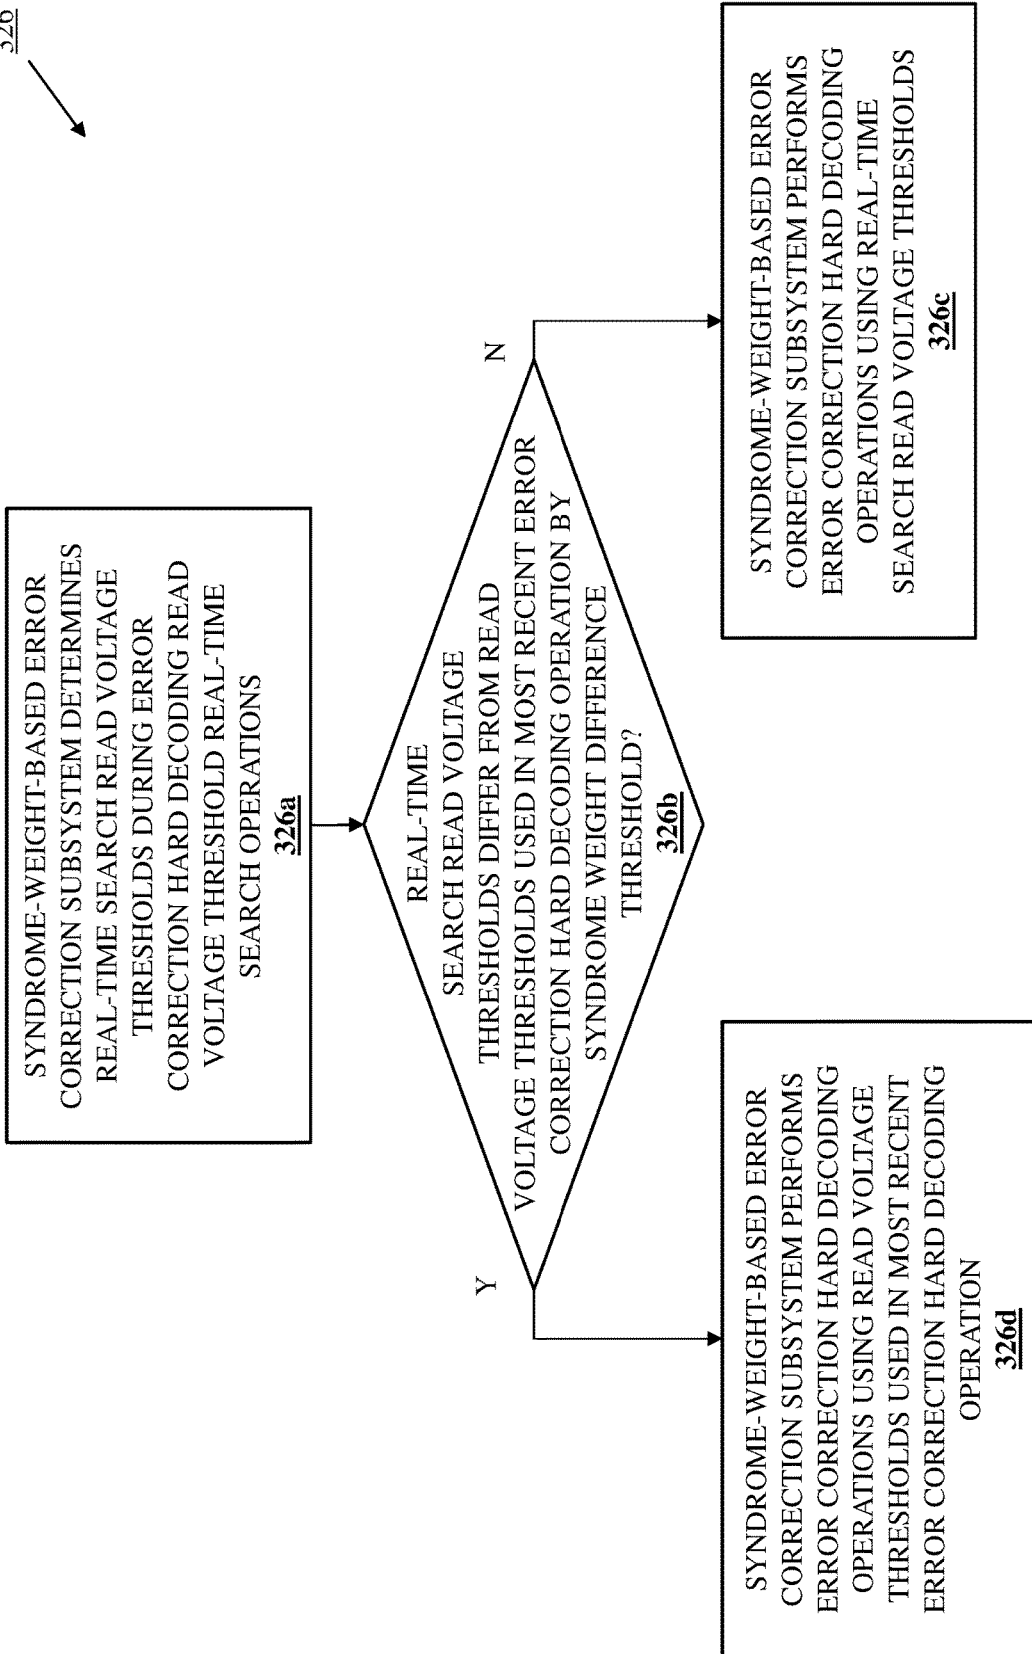 326
SYNDROME-WEIGHT-BASED ERROR
CORRECTION SUBSYSTEM DETERMINES
REAL-TIME SEARCH READ VOLTAGE
THRESHOLDS DURING ERROR
CORRECTION HARD DECODING READ
VOLTAGE THRESHOLD REAL-TIME
SEARCH OPERATIONS
326a
REAL-TIME
SEARCH READ VOLTAGE
THRESHOLDS DIFFER FROM READ
VOLTAGE THRESHOLDS USED IN MOST RECENT ERROR
CORRECTION HARD DECODING OPERATION BY
SYNDROME WEIGHT DIFFERENCE
THRESHOLD?
326b
Y
N
SYNDROME-WEIGHT-BASED ERROR
CORRECTION SUBSYSTEM PERFORMS
ERROR CORRECTION HARD DECODING
OPERATIONS USING READ VOLTAGE
THRESHOLDS USED IN MOST RECENT
ERROR CORRECTION HARD DECODING
OPERATION
326d
SYNDROME-WEIGHT-BASED ERROR
CORRECTION SUBSYSTEM PERFORMS
ERROR CORRECTION HARD DECODING
OPERATIONS USING REAL-TIME
SEARCH READ VOLTAGE THRESHOLDS
326c